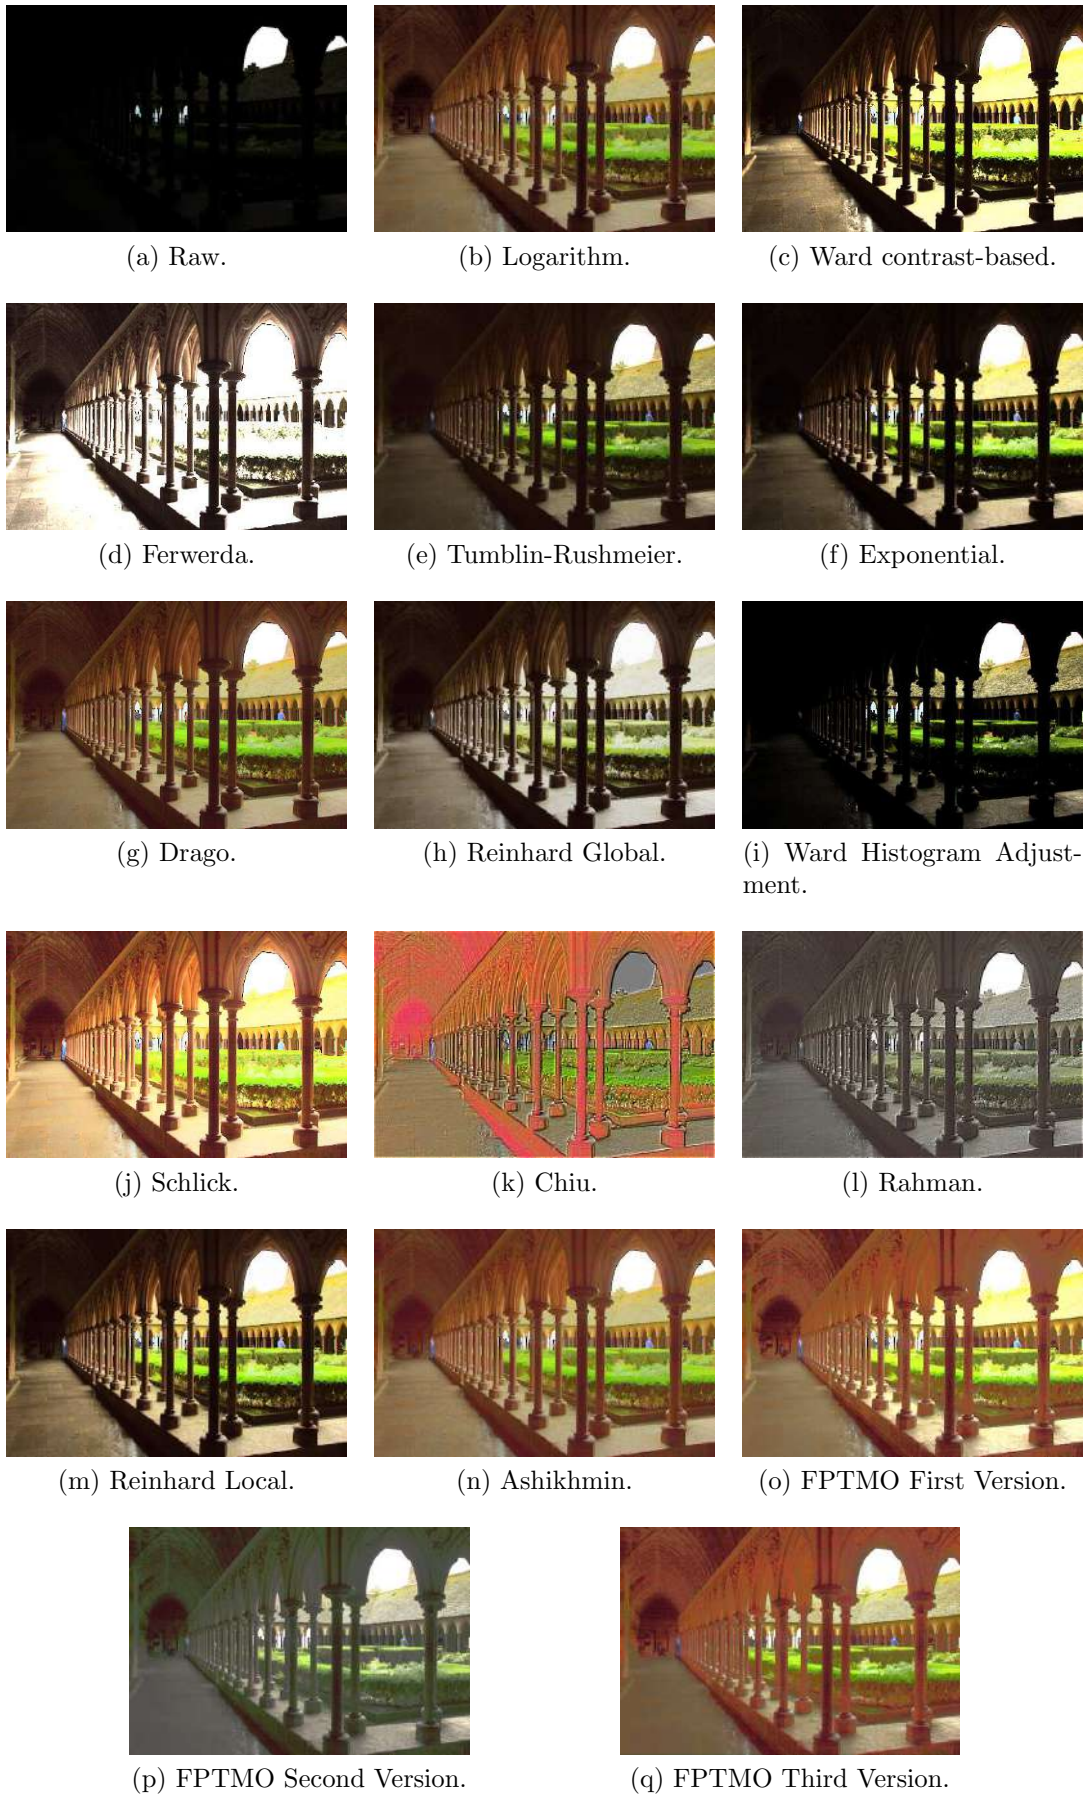 (a) Raw.
(b) Logarithm.
(c) Ward contrast-based.
(d) Ferwerda.
(e) Tumblin-Rushmeier.
(f) Exponential.
(g) Drago.
(h) Reinhard Global.
(i) Ward Histogram Adjust-
ment.
(j) Schlick.
(k) Chiu.
(l) Rahman.
(m) Reinhard Local.
(n) Ashikhmin.
(o) FPTMO First Version.
(p) FPTMO Second Version.
(q) FPTMO Third Version.